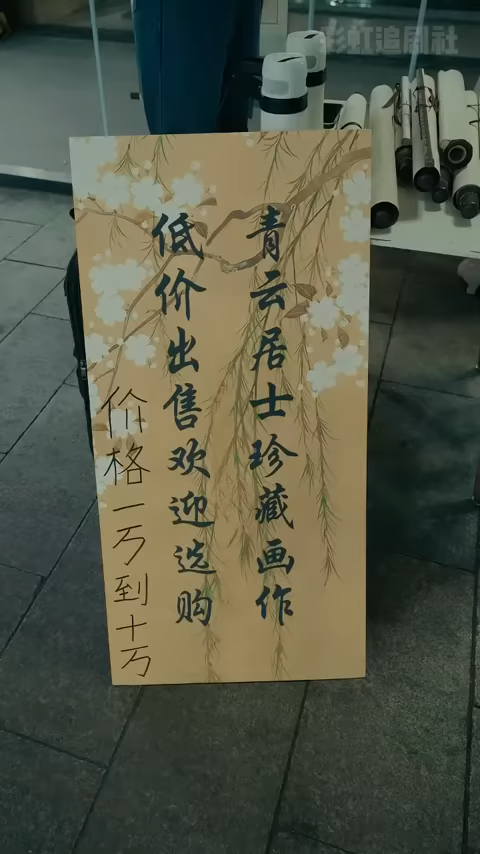 彩虹追剧社
青云居士珍藏画作
低价出售欢迎选购
价格一万到十万